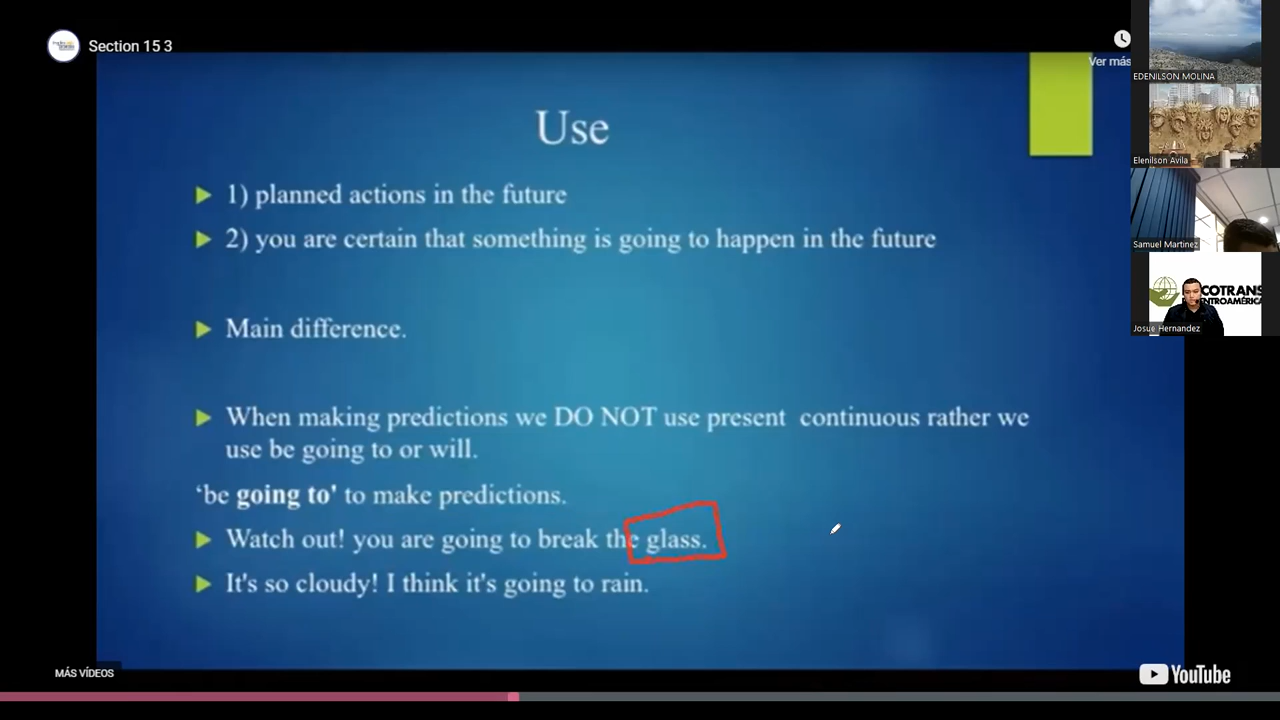 Section 15 3
Ver más
Use
1) planned actions in the future
2) you are certain that something is going to happen in the future
Main difference.
When making predictions we DO NOT use present continuous rather we
use be going to or will.
‘be going to' to make predictions.
Watch out! you are going to break the glass.
It's so cloudy! I think it's going to rain.
MÁS VÍDEOS
YouTube
EDENILSON MOLINA
Elenilson Avila
Samuel Martinez
COTRANS
NTROAMÉRICA
Josue Hernandez